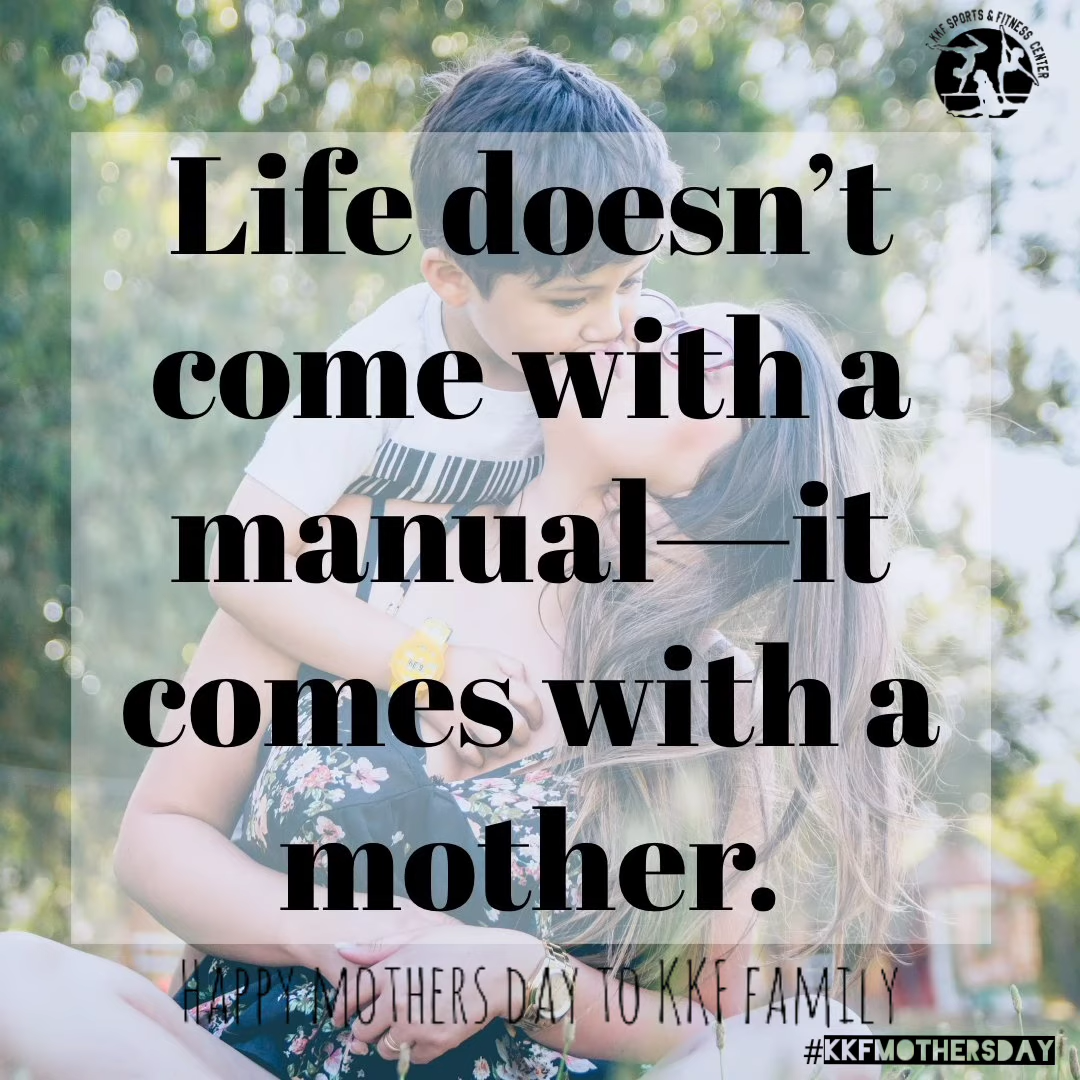 KKF SPORTS & FITNESS CENTER
Life doesn’t
come with a
manual—it
comes with a
mother.
HAPPY MOTHERS DAY TO KKF FAMILY
#KKFMOTHERSDAY